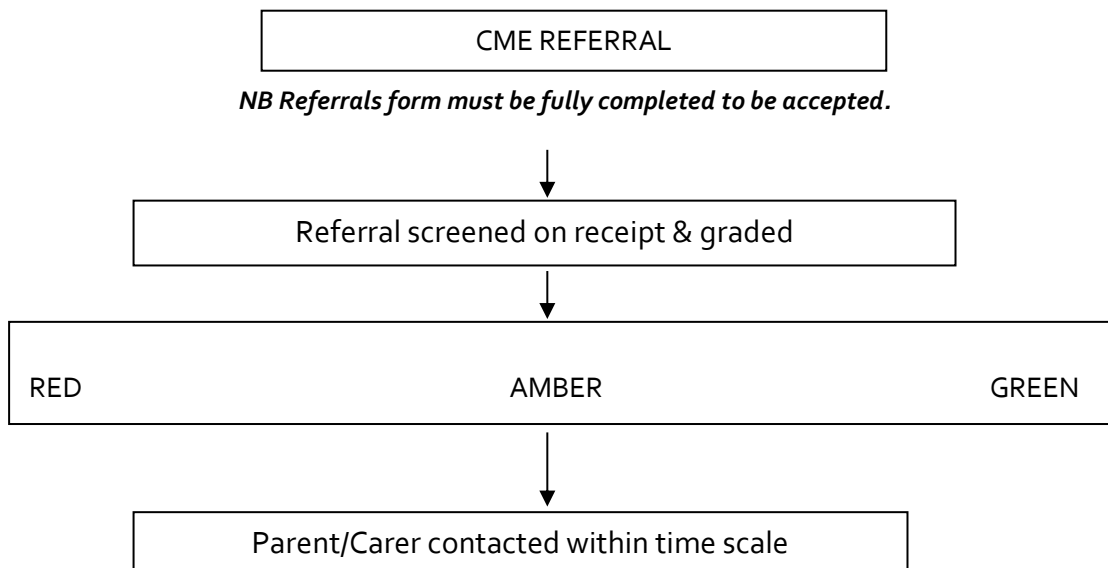 CME REFERRAL
NB Referrals form must be fully completed to be accepted.
Referral screened on receipt & graded
RED AMBER GREEN
Parent/Carer contacted within time scale